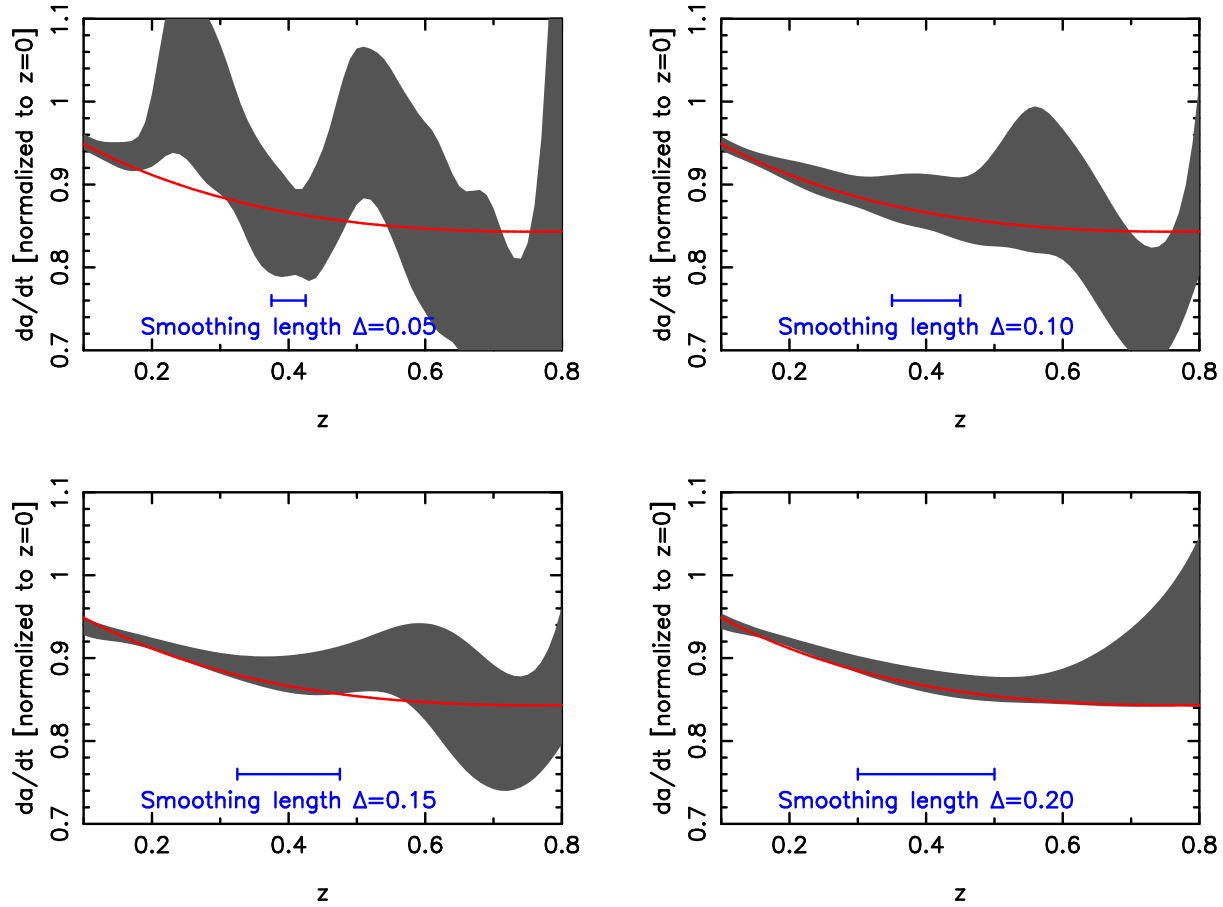 da/dt [normalized to z=0]
1.1
1
0.9
0.8
0.7
Smoothing length Δ=0.05
0.2 0.4 0.6 0.8
z
da/dt [normalized to z=0]
1.1
1
0.9
0.8
0.7
Smoothing length Δ=0.10
0.2 0.4 0.6 0.8
z
da/dt [normalized to z=0]
1.1
1
0.9
0.8
0.7
Smoothing length Δ=0.15
0.2 0.4 0.6 0.8
z
da/dt [normalized to z=0]
1.1
1
0.9
0.8
0.7
Smoothing length Δ=0.20
0.2 0.4 0.6 0.8
z